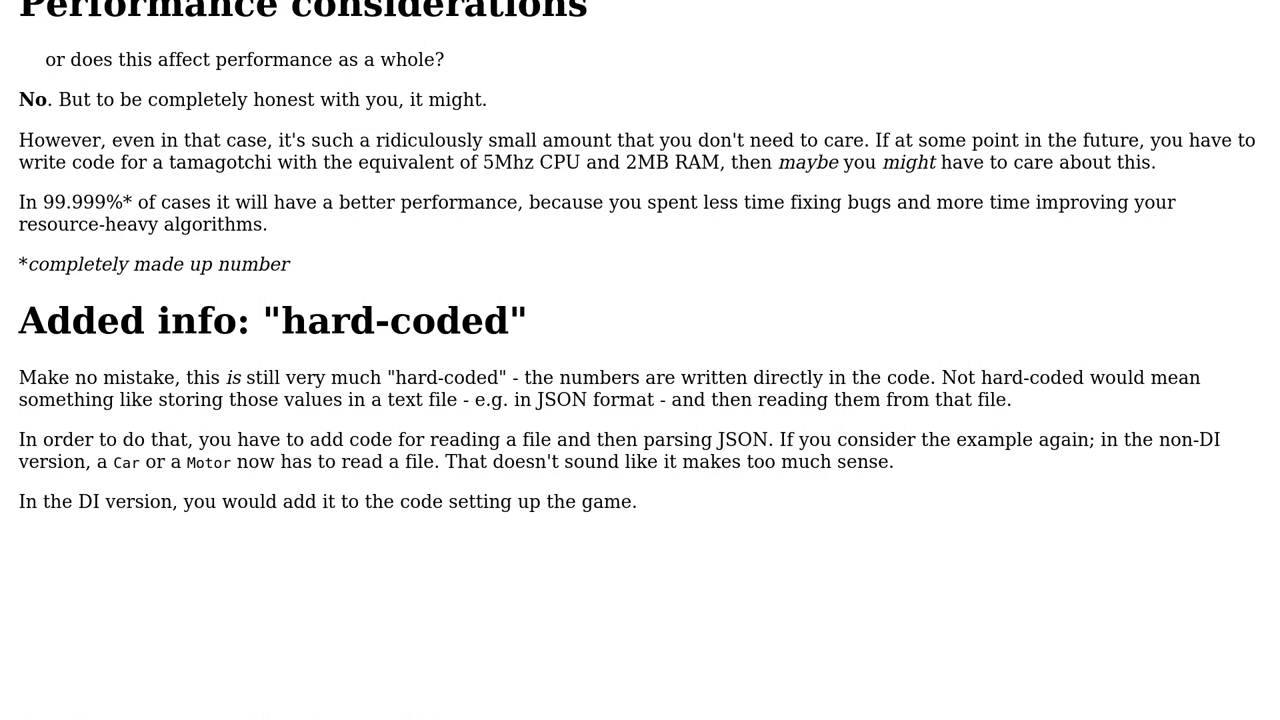 Performance considerations
or does this affect performance as a whole?
No. But to be completely honest with you, it might.
However, even in that case, it's such a ridiculously small amount that you don't need to care. If at some point in the future, you have to
write code for a tamagotchi with the equivalent of 5Mhz CPU and 2MB RAM, then maybe you might have to care about this.
In 99.999%* of cases it will have a better performance, because you spent less time fixing bugs and more time improving your
resource-heavy algorithms.
*completely made up number
Added info: "hard-coded"
Make no mistake, this is still very much "hard-coded" - the numbers are written directly in the code. Not hard-coded would mean
something like storing those values in a text file - e.g. in JSON format - and then reading them from that file.
In order to do that, you have to add code for reading a file and then parsing JSON. If you consider the example again; in the non-DI
version, a Car or a Motor now has to read a file. That doesn't sound like it makes too much sense.
In the DI version, you would add it to the code setting up the game.